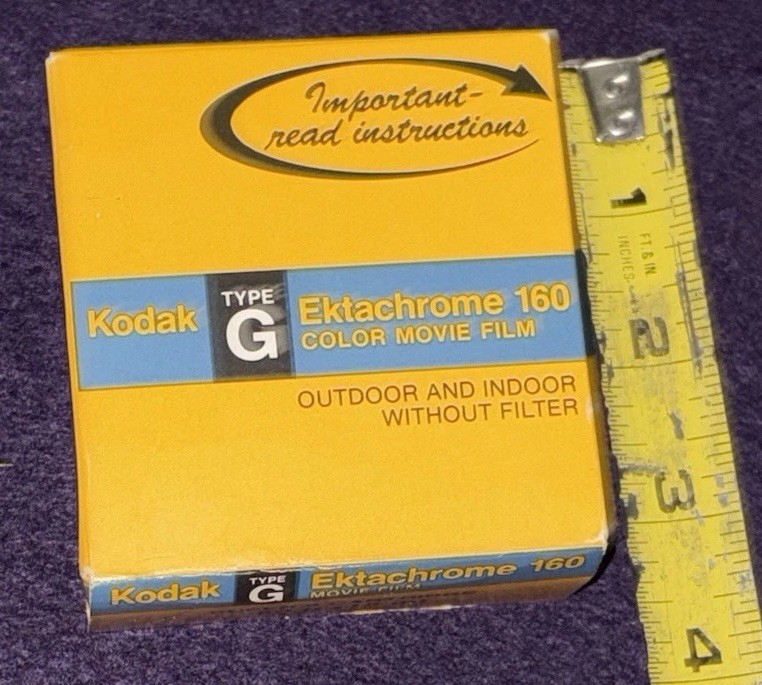 Important-
read instructions
Kodak TYPE G Ektachrome 160
COLOR MOVIE FILM
OUTDOOR AND INDOOR
WITHOUT FILTER
Kodak TYPE G Ektachrome 160
MOVIE FILM
1
FT & IN.
INCHES
2
3
4